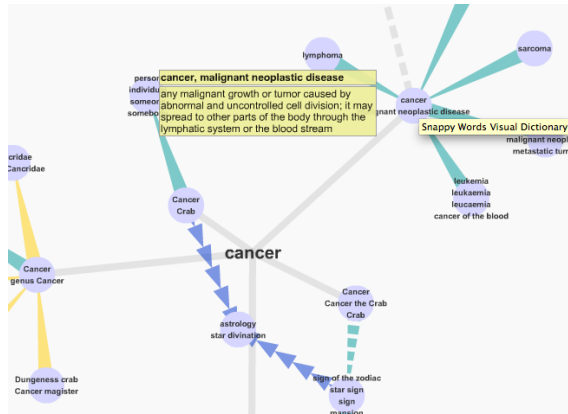 lymphoma
sarcoma
person
individu
someon
somebo
cancer, malignant neoplastic disease
any malignant growth or tumor caused by
abnormal and uncontrolled cell division; it may
spread to other parts of the body through the
lymphatic system or the blood stream
cancer
gnant neoplastic disease
Snappy Words Visual Dictionary
malignant neopl
metastatic tum
leukemia
leukaemia
leucaemia
cancer of the blood
ncridae
Cancridae
Cancer
Crab
cancer
Cancer
genus Cancer
Cancer
Cancer the Crab
Crab
astrology
star divination
sign of the zodiac
star sign
sign
mansion
Dungeness crab
Cancer magister